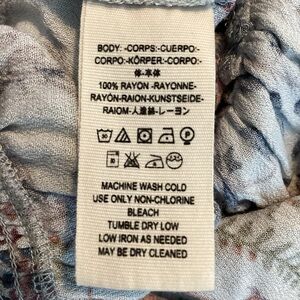 BODY: -CORPS:-CUERPO:-
CORPO:-KÖRPER:-CORPO:-
体-本体
100% RAYON -RAYONNE-
RAYÓN-RAION-KUNSTSEIDE-
RAIOM-人造絲-レーヨン
MACHINE WASH COLD
USE ONLY NON-CHLORINE
BLEACH
TUMBLE DRY LOW
LOW IRON AS NEEDED
MAY BE DRY CLEANED